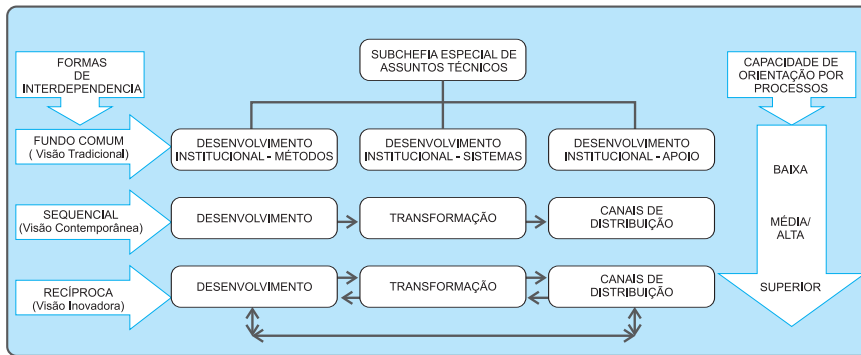 FORMAS
DE
INTERDEPENDENCIA
SUBCHEFIA ESPECIAL DE
ASSUNTOS TÉCNICOS
CAPACIDADE DE
ORIENTAÇÃO POR
PROCESSOS
FUNDO COMUM
( Visão Tradicional)
DESENVOLVIMENTO
INSTITUCIONAL - MÉTODOS
DESENVOLVIMENTO
INSTITUCIONAL - SISTEMAS
DESENVOLVIMENTO
INSTITUCIONAL - APOIO
BAIXA
SEQUENCIAL
(Visão Contemporânea)
DESENVOLVIMENTO
TRANSFORMAÇÃO
CANAIS DE
DISTRIBUIÇÃO
MÉDIA/
ALTA
RECÍPROCA
(Visão Inovadora)
DESENVOLVIMENTO
TRANSFORMAÇÃO
CANAIS DE
DISTRIBUIÇÃO
SUPERIOR